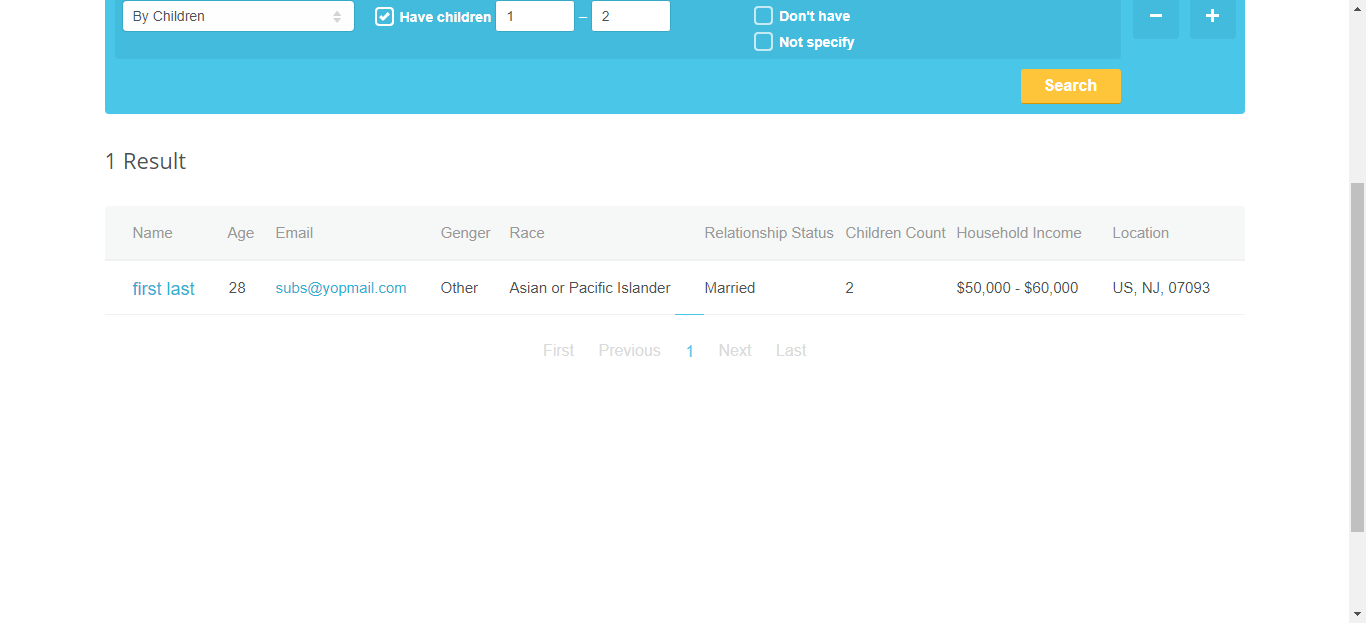 By Children Have children 1 – 2 Don't have − +
Not specify
Search
1 Result
Name Age Email Genger Race Relationship Status Children Count Household Income Location
first last 28 subs@yopmail.com Other Asian or Pacific Islander Married 2 $50,000 - $60,000 US, NJ, 07093
First Previous 1 Next Last